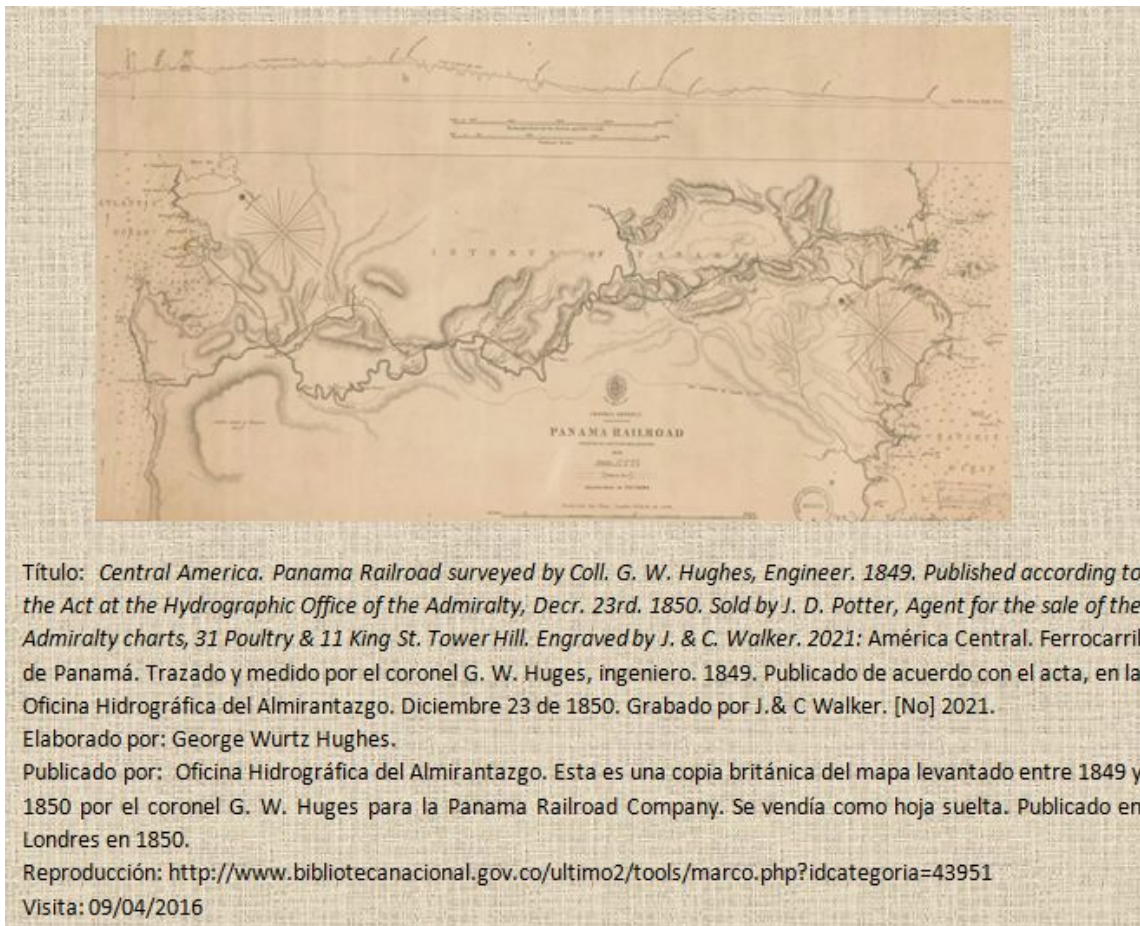 ATLANTIC
OCEAN
ISTHMUS OF PANAMA
CENTRAL AMERICA
PANAMA RAILROAD
OCEAN
Título: Central America. Panama Railroad surveyed by Coll. G. W. Hughes, Engineer. 1849. Published according to
the Act at the Hydrographic Office of the Admiralty, Decr. 23rd. 1850. Sold by J. D. Potter, Agent for the sale of the
Admiralty charts, 31 Poultry & 11 King St. Tower Hill. Engraved by J. & C. Walker. 2021: América Central. Ferrocarril
de Panamá. Trazado y medido por el coronel G. W. Huges, ingeniero. 1849. Publicado de acuerdo con el acta, en la
Oficina Hidrográfica del Almirantazgo. Diciembre 23 de 1850. Grabado por J.& C Walker. [No] 2021.
Elaborado por: George Wurtz Hughes.
Publicado por: Oficina Hidrográfica del Almirantazgo. Esta es una copia británica del mapa levantado entre 1849 y
1850 por el coronel G. W. Huges para la Panama Railroad Company. Se vendía como hoja suelta. Publicado en
Londres en 1850.
Reproducción: http://www.bibliotecanacional.gov.co/ultimo2/tools/marco.php?idcategoria=43951
Visita: 09/04/2016